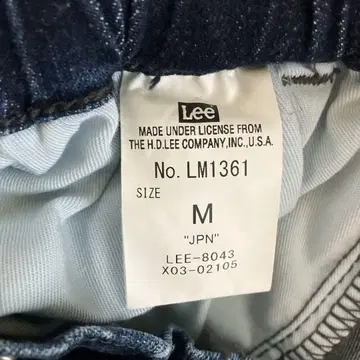 Lee
MADE UNDER LICENSE FROM
THE H.D.LEE COMPANY,INC.,U.S.A.
No. LM1361
SIZE
M
"JPN"
LEE-8043
X03-02105